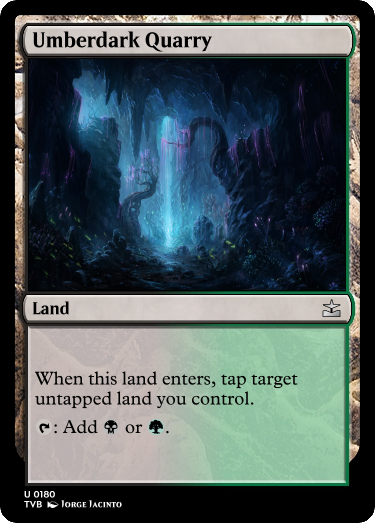 Umberdark Quarry
Land
When this land enters, tap target
untapped land you control.
: Add or .
U 0180
TVB Jorge Jacinto